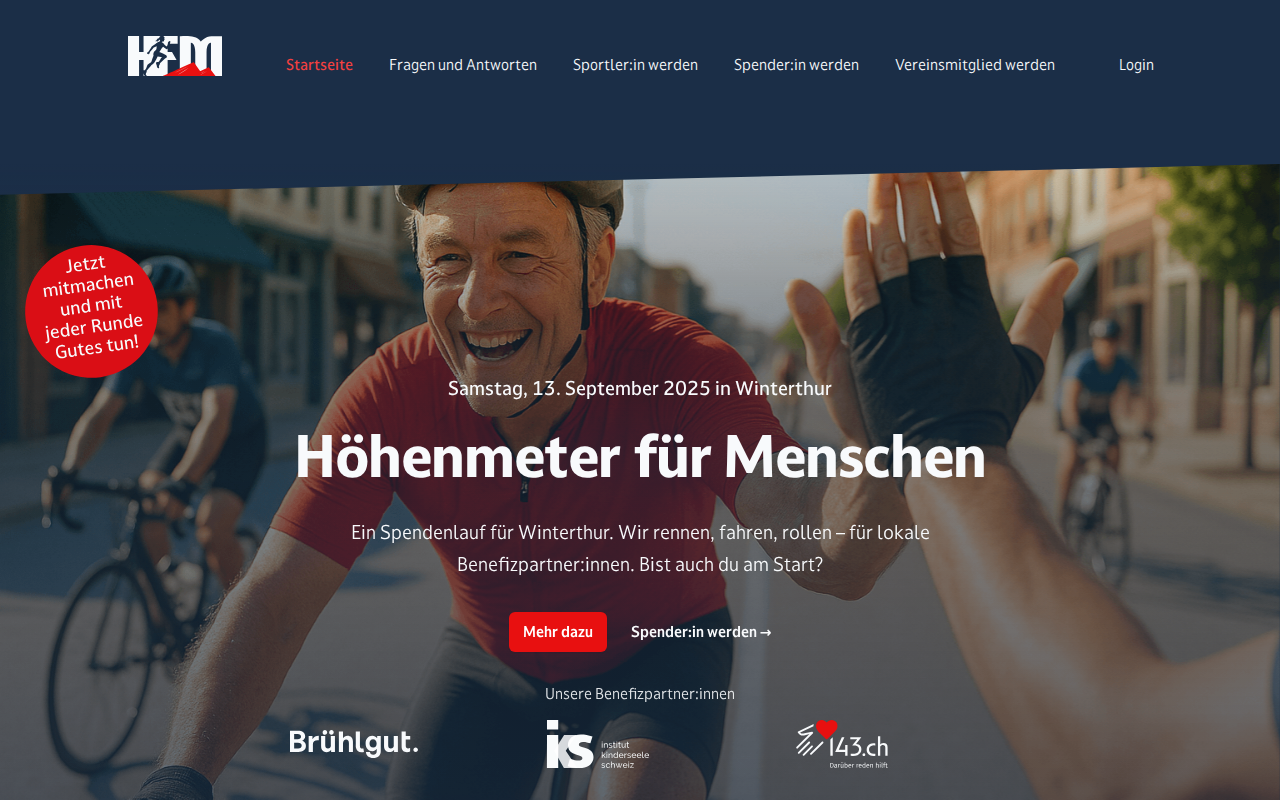 HFM
Startseite
Fragen und Antworten
Sportler:in werden
Spender:in werden
Vereinsmitglied werden
Login
Jetzt
mitmachen
und mit
jeder Runde
Gutes tun!
Samstag, 13. September 2025 in Winterthur
Höhenmeter für Menschen
Ein Spendenlauf für Winterthur. Wir rennen, fahren, rollen – für lokale
Benefizpartner:innen. Bist auch du am Start?
Mehr dazu
Spender:in werden →
Unsere Benefizpartner:innen
Brühlgut.
iks
institut
kinderseele
schweiz
143.ch
Darüber reden hilft